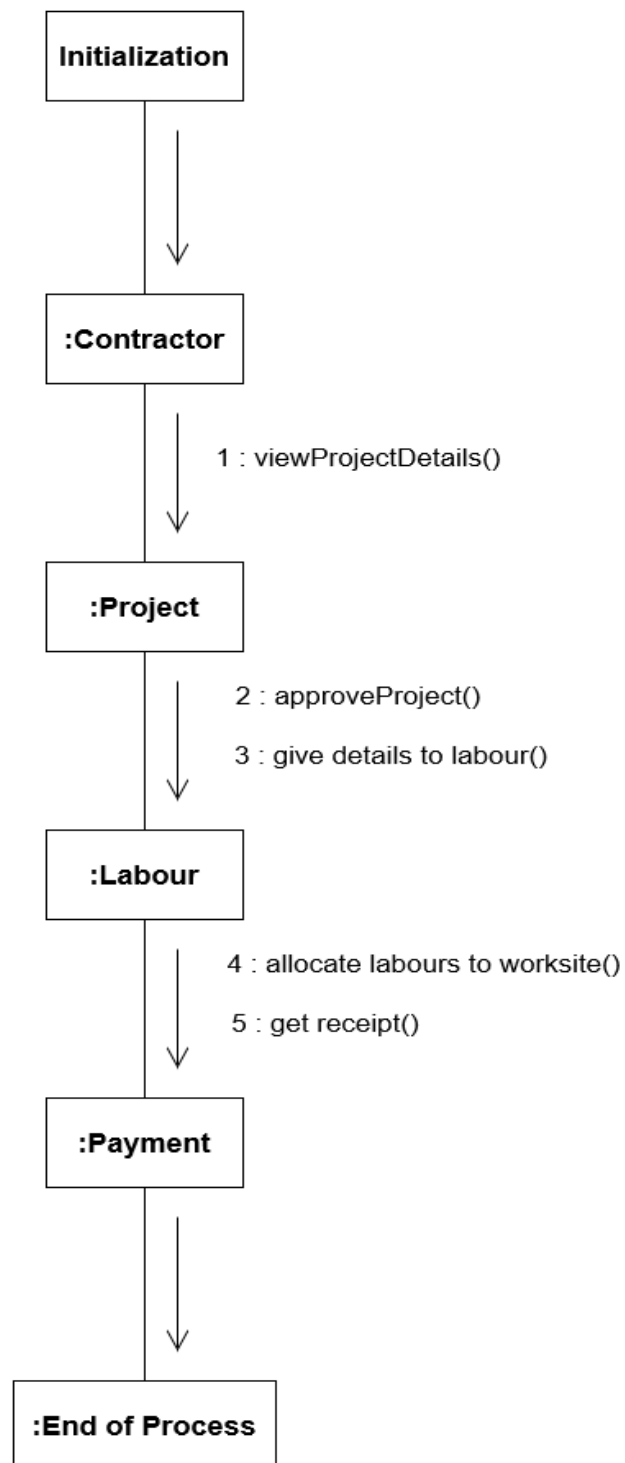 Initialization
:Contractor
1 : viewProjectDetails()
:Project
2 : approveProject()
3 : give details to labour()
:Labour
4 : allocate labours to worksite()
5 : get receipt()
:Payment
:End of Process